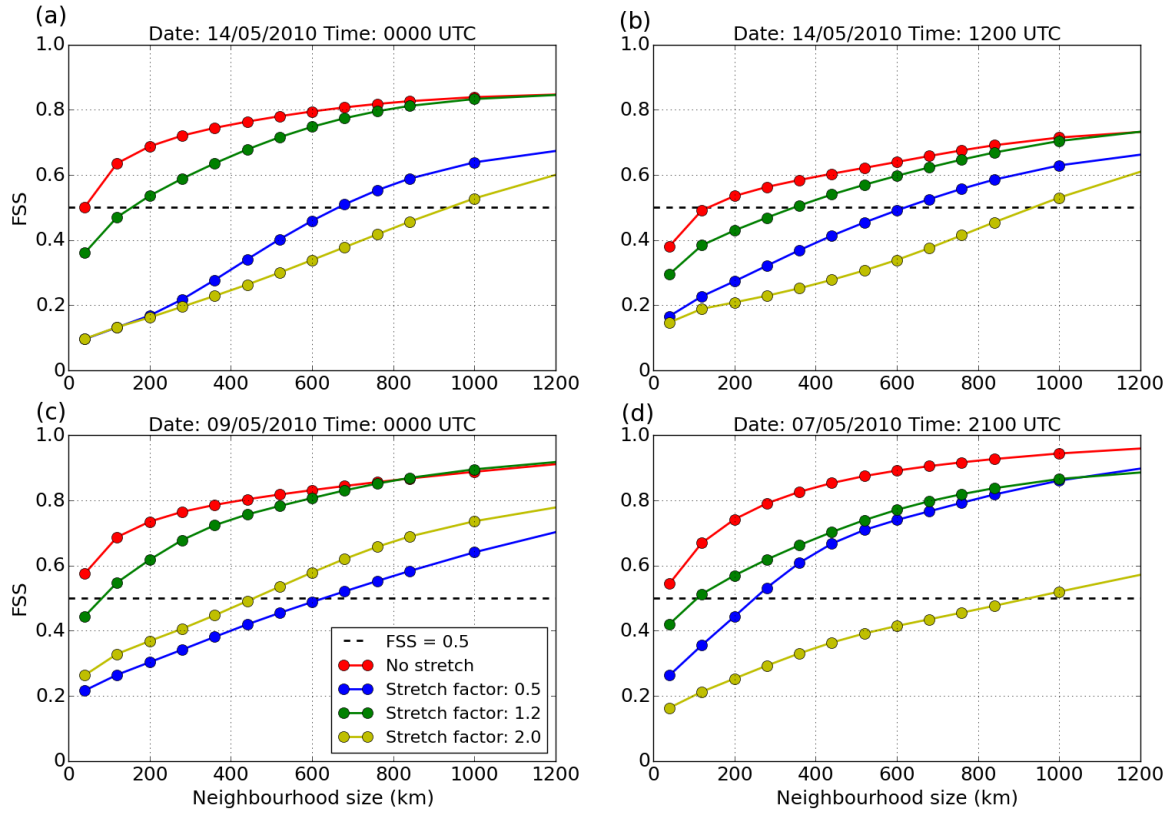 (a)
Date: 14/05/2010 Time: 0000 UTC
1.0
0.8
0.6
0.4
0.2
0
FSS
0 200 400 600 800 1000 1200
(b)
Date: 14/05/2010 Time: 1200 UTC
1.0
0.8
0.6
0.4
0.2
0
0 200 400 600 800 1000 1200
(c)
Date: 09/05/2010 Time: 0000 UTC
1.0
0.8
0.6
0.4
0.2
0
FSS
FSS = 0.5
No stretch
Stretch factor: 0.5
Stretch factor: 1.2
Stretch factor: 2.0
0 200 400 600 800 1000 1200
Neighbourhood size (km)
(d)
Date: 07/05/2010 Time: 2100 UTC
1.0
0.8
0.6
0.4
0.2
0
0 200 400 600 800 1000 1200
Neighbourhood size (km)